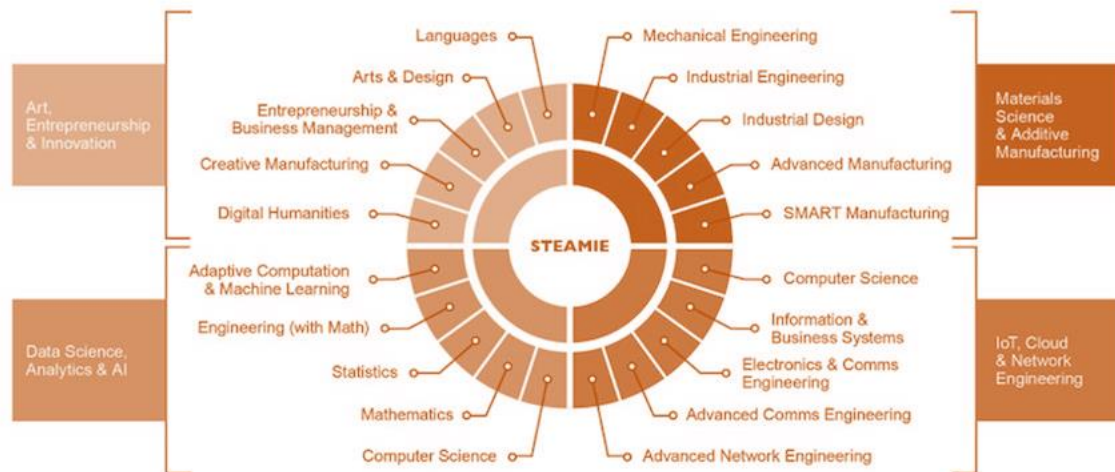 Art,
Entrepreneurship
& Innovation
Languages
Arts & Design
Entrepreneurship &
Business Management
Creative Manufacturing
Digital Humanities
Mechanical Engineering
Industrial Engineering
Industrial Design
Advanced Manufacturing
SMART Manufacturing
Materials
Science
& Additive
Manufacturing
STEAMIE
Data Science,
Analytics & AI
Adaptive Computation
& Machine Learning
Engineering (with Math)
Statistics
Mathematics
Computer Science
Computer Science
Information &
Business Systems
Electronics & Comms
Engineering
Advanced Comms Engineering
Advanced Network Engineering
IoT, Cloud
& Network
Engineering